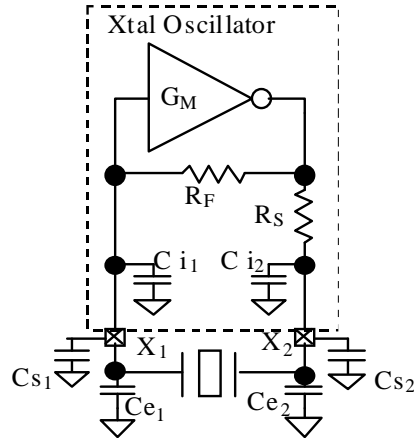 Xtal Oscillator
G_M
R_F
R_S
C i_1
C i_2
X_1
X_2
Cs_1
Cs_2
Ce_1
Ce_2